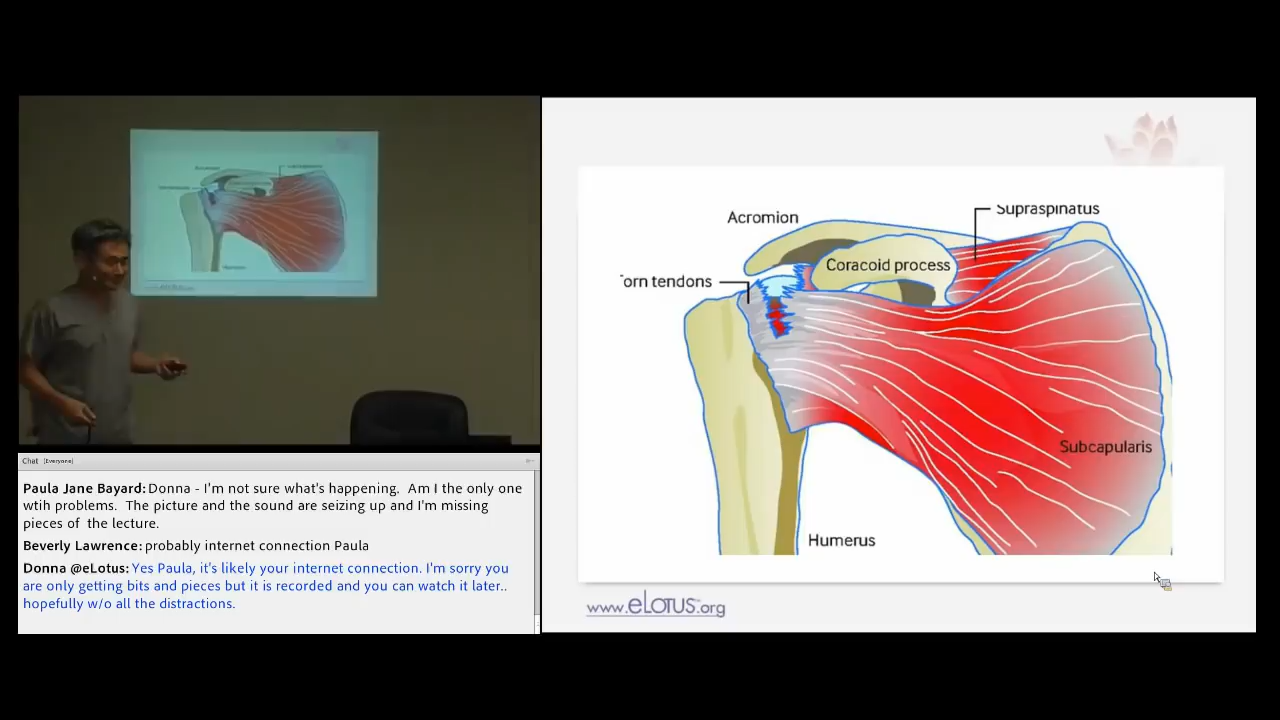 Acromion
Supraspinatus
Coracoid process
orn tendons
Subcapularis
Humerus
www.eLOTUS.org
Chat (Everyone)
Paula Jane Bayard: Donna - I'm not sure what's happening. Am I the only one
wtih problems. The picture and the sound are seizing up and I'm missing
pieces of the lecture.
Beverly Lawrence: probably internet connection Paula
Donna @eLotus: Yes Paula, it's likely your internet connection. I'm sorry you
are only getting bits and pieces but it is recorded and you can watch it later..
hopefully w/o all the distractions.